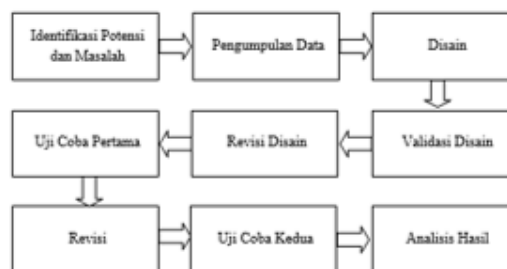 Identifikasi Potensi
dan Masalah
Pengumpulan Data
Disain
Validasi Disain
Revisi Disain
Uji Coba Pertama
Revisi
Uji Coba Kedua
Analisis Hasil